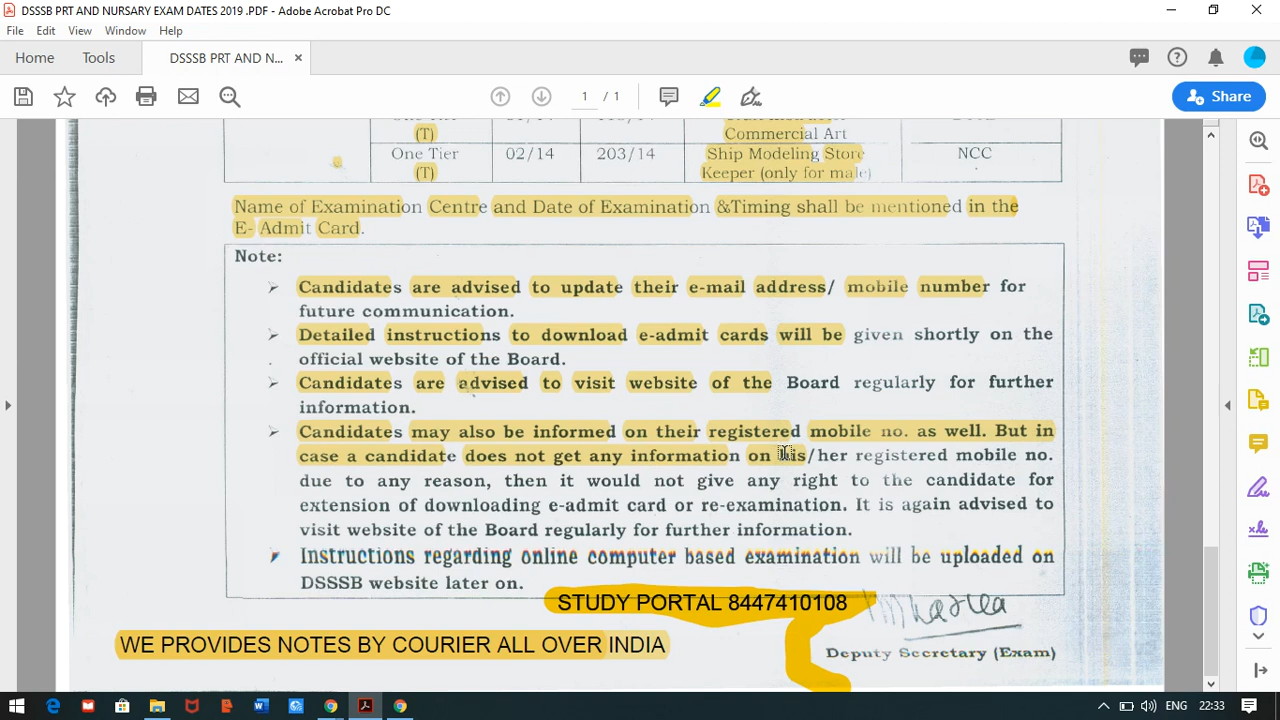 DSSSB PRT AND NURSARY EXAM DATES 2019 .PDF - Adobe Acrobat Pro DC
File Edit View Window Help
Home Tools DSSSB PRT AND N...
1 / 1
Share
(T)
Commercial Art
One Tier 02/14 203/14 Ship Modeling Store NCC
(T) Keeper (only for male)
Name of Examination Centre and Date of Examination &Timing shall be mentioned in the
E- Admit Card.
Note:
Candidates are advised to update their e-mail address/ mobile number for
future communication.
Detailed instructions to download e-admit cards will be given shortly on the
official website of the Board.
Candidates are advised to visit website of the Board regularly for further
information.
Candidates may also be informed on their registered mobile no. as well. But in
case a candidate does not get any information on his/her registered mobile no.
due to any reason, then it would not give any right to the candidate for
extension of downloading e-admit card or re-examination. It is again advised to
visit website of the Board regularly for further information.
Instructions regarding online computer based examination will be uploaded on
DSSSB website later on.
STUDY PORTAL 8447410108
WE PROVIDES NOTES BY COURIER ALL OVER INDIA
Deputy Secretary (Exam)
ENG 22:33